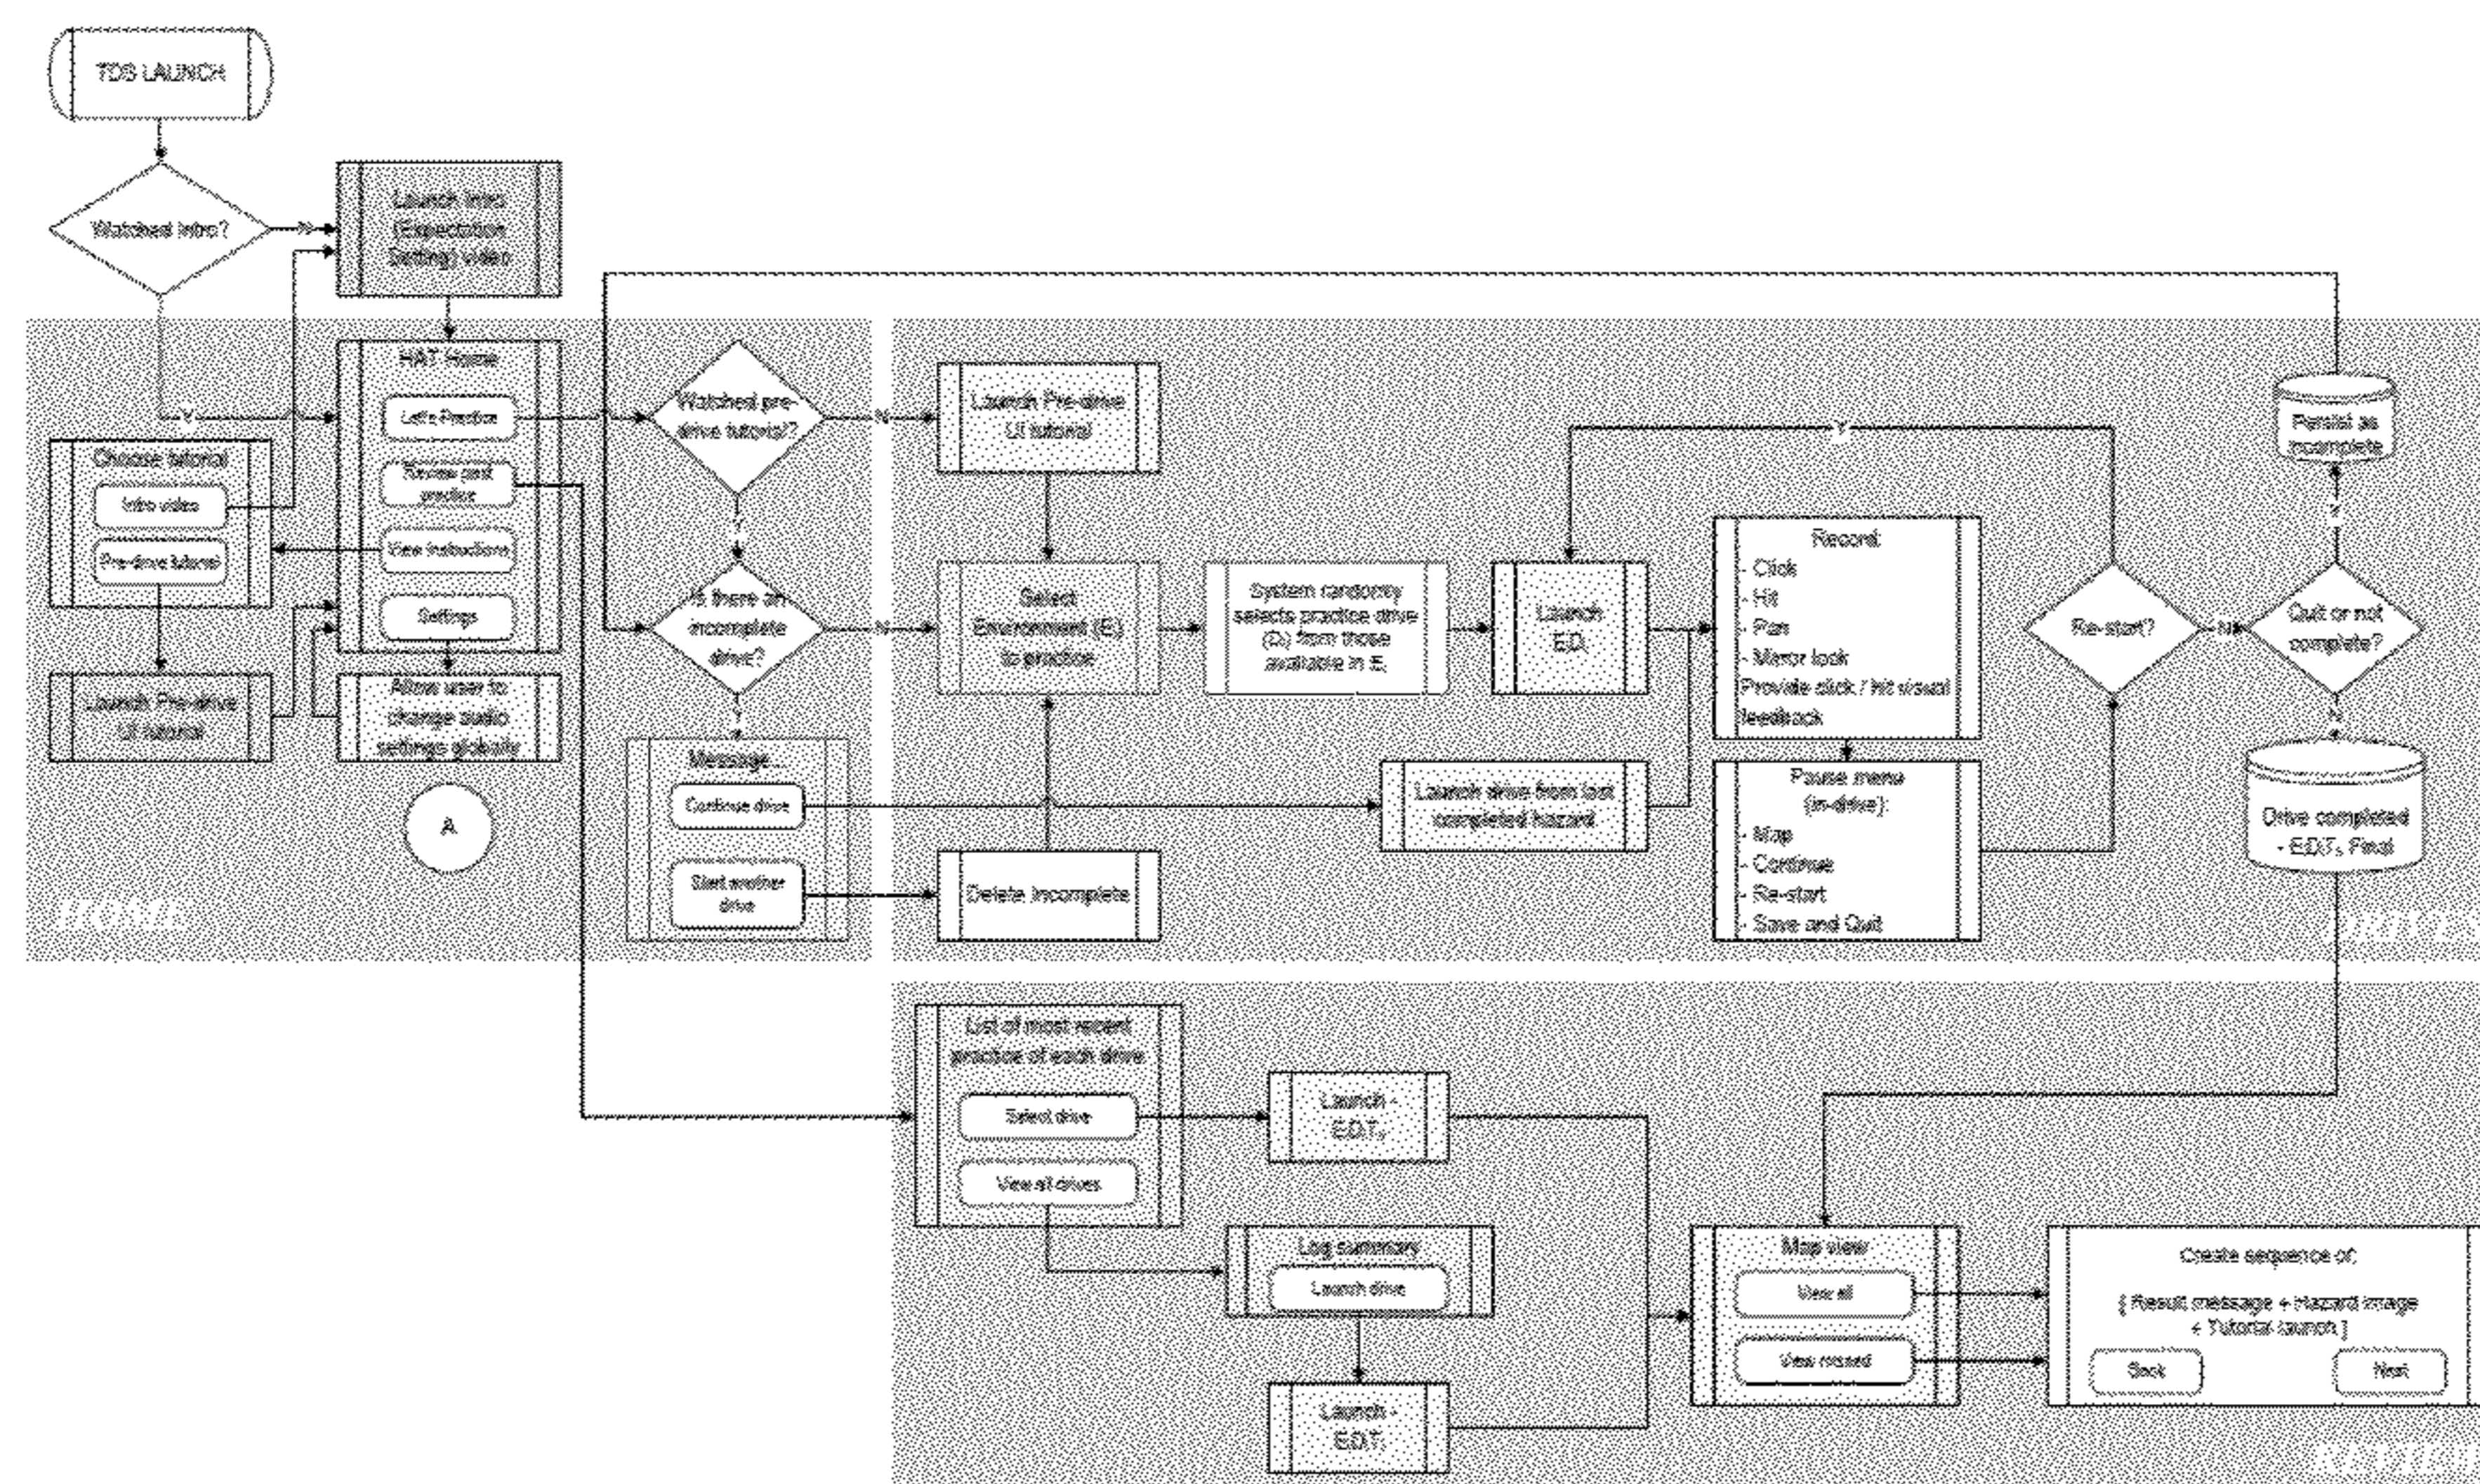 TDS LAUNCH
Watched Intro?
N
Launch Intro
(Expectation
Setting) video
Y
HAT Home
Let's Practice
Review past
practice
View instructions
Settings
Choose tutorial
Intro video
Pre-drive tutorial
Launch Pre-drive
UI tutorial
Allow user to
change audio
settings globally
A
HOME
Watched pre-
drive tutorial?
N
Y
Is there an
incomplete
drive?
N
Y
Message...
Continue drive
Start another
drive
Launch Pre-drive
UI tutorial
Select
Environment (E)
to practice
System randomly
selects practice drive
from those
available in
Launch
Launch drive from last
completed hazard
Delete Incomplete
Record:
- Click
- Hit
- Pan
- Mirror look
Provide click / hit visual
feedback
Pause menu
(in-drive):
- Map
- Continue
- Re-start
- Save and Quit
Y
Re-start?
N
Quit or not
complete?
Y
Persist as
incomplete
N
Drive completed
Final
List of most recent
practice of each drive
Select drive
View all drives
Launch -
Log summary
Launch drive
Launch -
Map view
View all
View missed
Create sequence of:
[ Result message + Hazard image
+ Tutorial launch ]
Back
Next